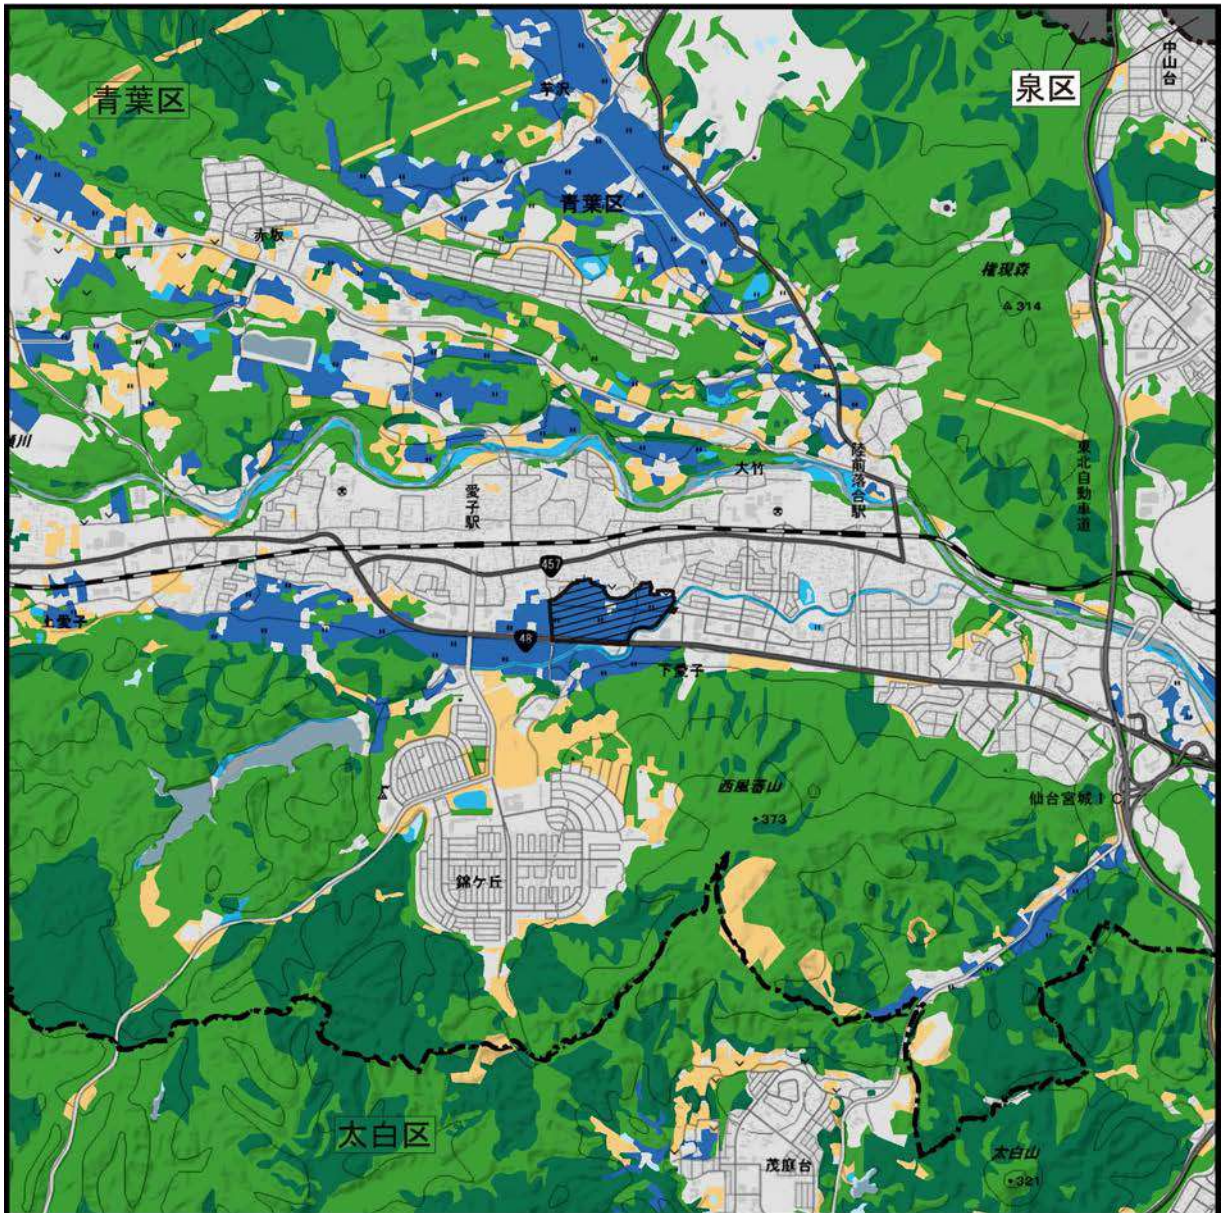 中山台
泉区
青葉区
芋沢
青葉区
赤坂
権現森
314
東北自動車道
陸前落合駅
大竹
愛子駅
457
上愛子
48
下愛子
西風蕃山
373
仙台宮城IC
錦ケ丘
太白区
茂庭台
太白山
321